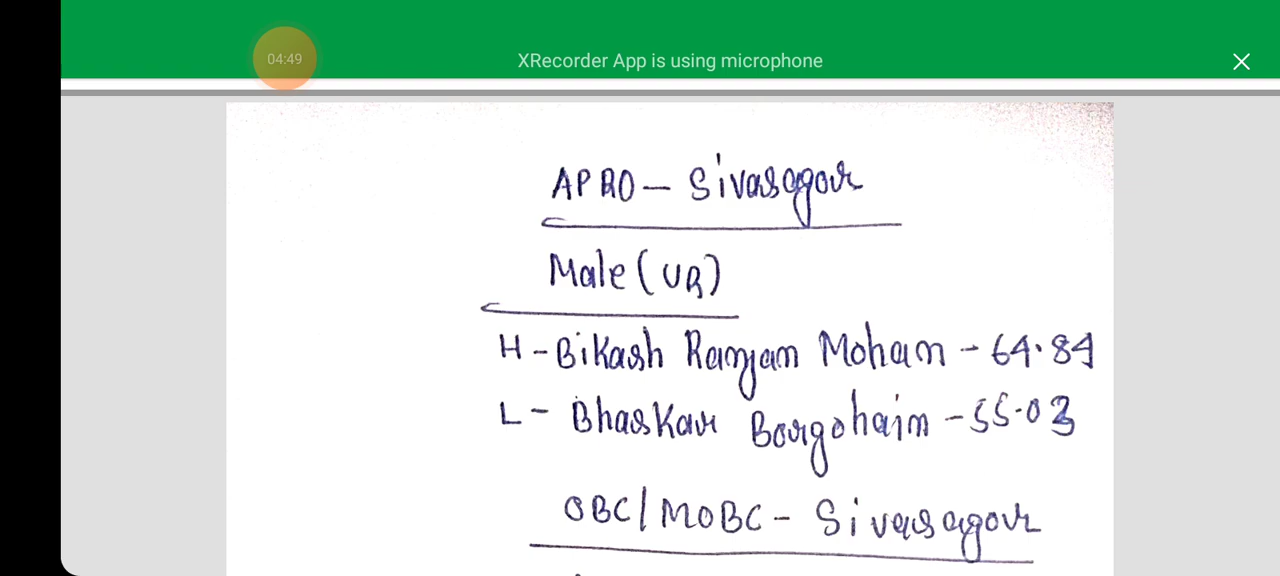 04:49
XRecorder App is using microphone
APRO - Sivasagar
Male (UR)
H - Bikash Ranjan Mohan - 64.84
L - Bhaskar Borgohain - 55.03
OBC/MOBC - Sivasagar